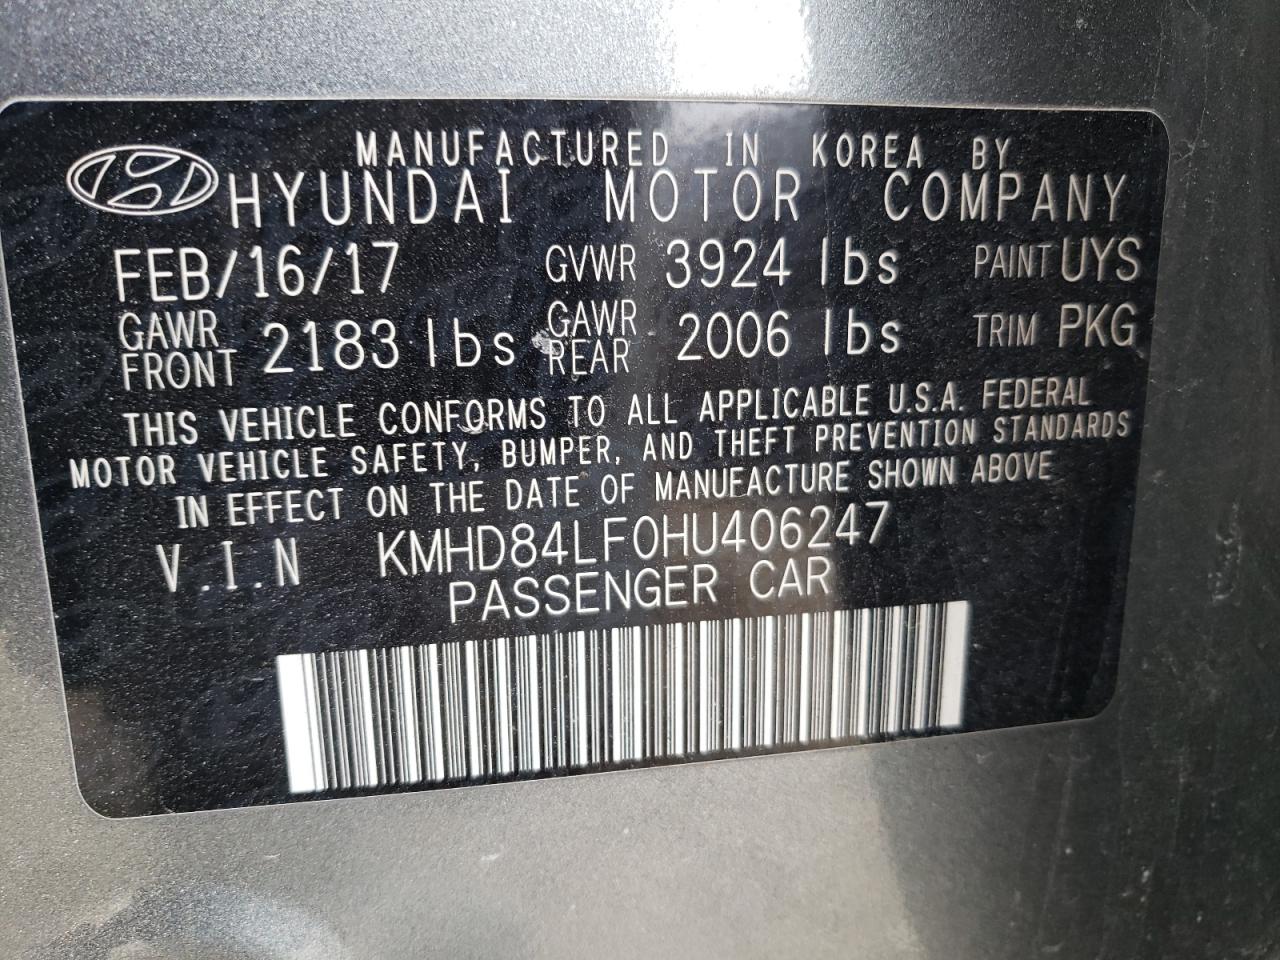 MANUFACTURED IN KOREA BY
HYUNDAI MOTOR COMPANY
FEB/16/17 GVWR 3924 lbs PAINT UYS
GAWR FRONT 2183 lbs GAWR REAR 2006 lbs TRIM PKG
THIS VEHICLE CONFORMS TO ALL APPLICABLE U.S.A. FEDERAL
MOTOR VEHICLE SAFETY, BUMPER, AND THEFT PREVENTION STANDARDS
IN EFFECT ON THE DATE OF MANUFACTURE SHOWN ABOVE
V.I.N KMHD84LF0HU406247
PASSENGER CAR